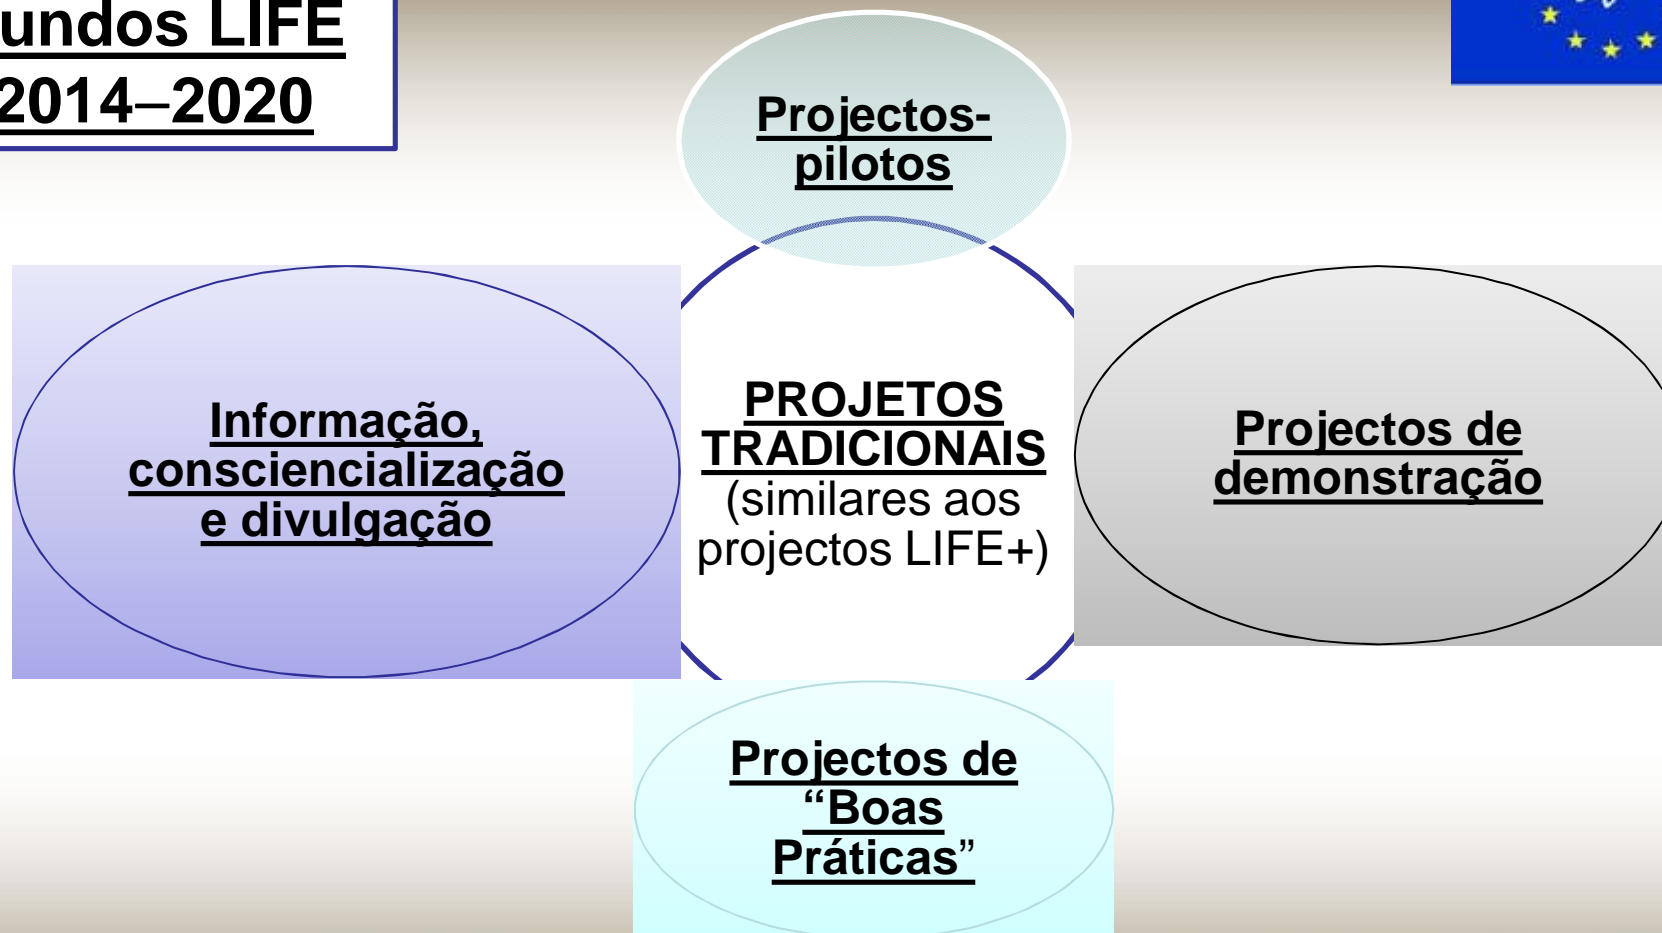 undos LIFE
2014–2020
Projectos-
pilotos
Informação,
consciencialização
e divulgação
PROJETOS
TRADICIONAIS
(similares aos
projectos LIFE+)
Projectos de
demonstração
Projectos de
“Boas
Práticas”